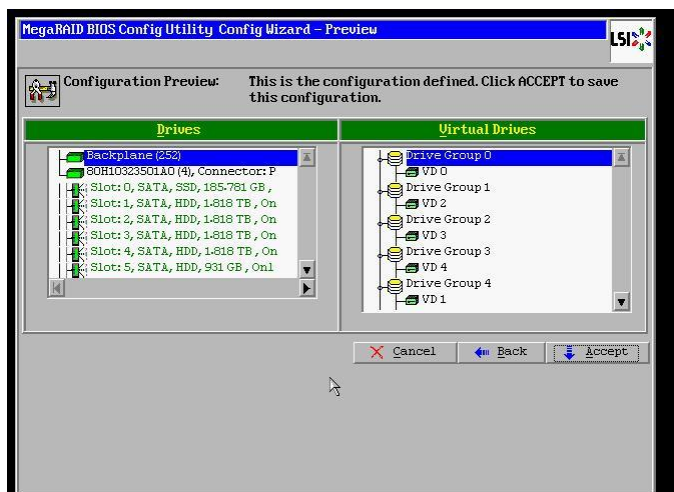 MegaRAID BIOS Config Utility Config Wizard - Preview
LSI
Configuration Preview: This is the configuration defined. Click ACCEPT to save
this configuration.
Drives
Virtual Drives
Backplane (252)
80H10323501A0 (4), Connector: P
Slot: 0, SATA, SSD, 185.781 GB,
Slot: 1, SATA, HDD, 1.818 TB, On
Slot: 2, SATA, HDD, 1.818 TB, On
Slot: 3, SATA, HDD, 1.818 TB, On
Slot: 4, SATA, HDD, 1.818 TB, On
Slot: 5, SATA, HDD, 931 GB, Onl
Drive Group 0
VD 0
Drive Group 1
VD 2
Drive Group 2
VD 3
Drive Group 3
VD 4
Drive Group 4
VD 1
Cancel
Back
Accept